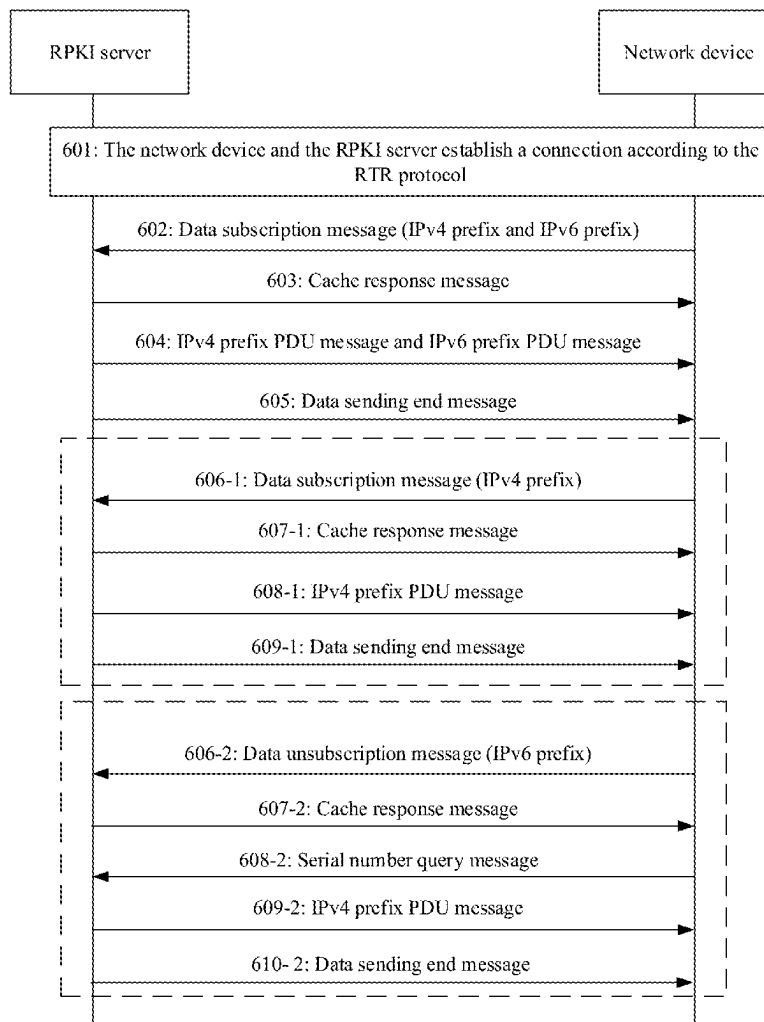 RPKI server
Network device
601: The network device and the RPKI server establish a connection according to the
RTR protocol
602: Data subscription message (IPv4 prefix and IPv6 prefix)
603: Cache response message
604: IPv4 prefix PDU message and IPv6 prefix PDU message
605: Data sending end message
606-1: Data subscription message (IPv4 prefix)
607-1: Cache response message
608-1: IPv4 prefix PDU message
609-1: Data sending end message
606-2: Data unsubscription message (IPv6 prefix)
607-2: Cache response message
608-2: Serial number query message
609-2: IPv4 prefix PDU message
610- 2: Data sending end message